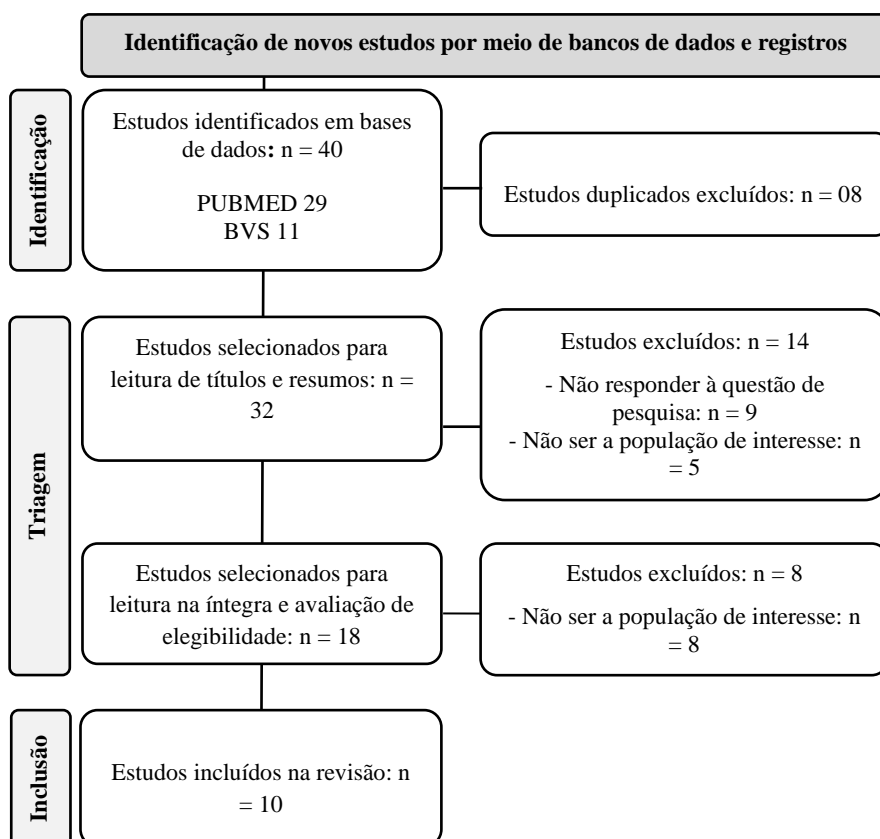 Identificação de novos estudos por meio de bancos de dados e registros
Identificação
Estudos identificados em bases
de dados: n = 40
PUBMED 29
BVS 11
Estudos duplicados excluídos: n = 08
Triagem
Estudos selecionados para
leitura de títulos e resumos: n =
32
Estudos excluídos: n = 14
- Não responder à questão de
pesquisa: n = 9
- Não ser a população de interesse: n
= 5
Estudos selecionados para
leitura na íntegra e avaliação de
elegibilidade: n = 18
Estudos excluídos: n = 8
- Não ser a população de interesse: n
= 8
Inclusão
Estudos incluídos na revisão: n
= 10